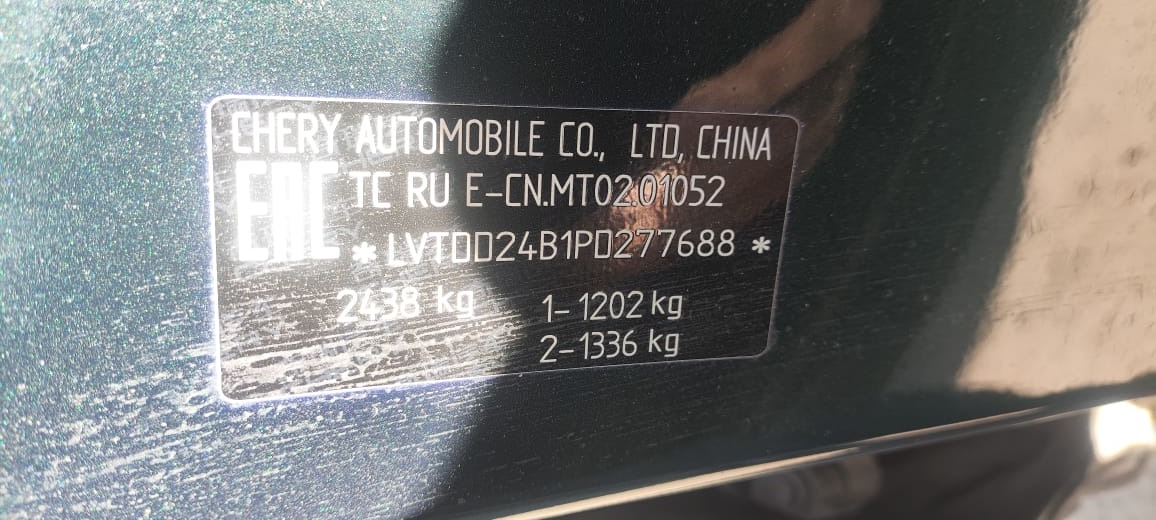 CHERY AUTOMOBILE CO., LTD, CHINA
EAC TC RU E-CN.MT02.01052
*LVTDD24B1PD277688*
2438 kg 1-1202 kg
2-1336 kg